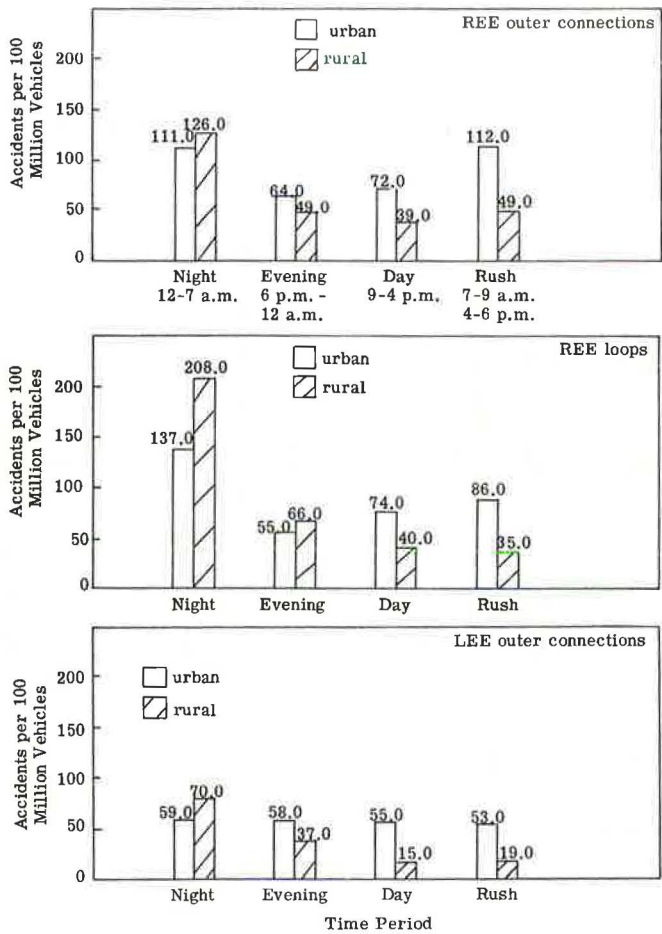 REE outer connections
urban
rural
Accidents per 100
Million Vehicles
200
150
100
50
0
111.0
126.0
64.0
49.0
72.0
39.0
112.0
49.0
Night
12-7 a.m.
Evening
6 p.m. -
12 a.m.
Day
9-4 p.m.
Rush
7-9 a.m.
4-6 p.m.
REE loops
urban
rural
Accidents per 100
Million Vehicles
200
150
100
50
0
137.0
208.0
55.0
66.0
74.0
40.0
86.0
35.0
Night
Evening
Day
Rush
LEE outer connections
urban
rural
Accidents per 100
Million Vehicles
200
150
100
50
0
59.0
70.0
58.0
37.0
55.0
15.0
53.0
19.0
Night
Evening
Day
Rush
Time Period